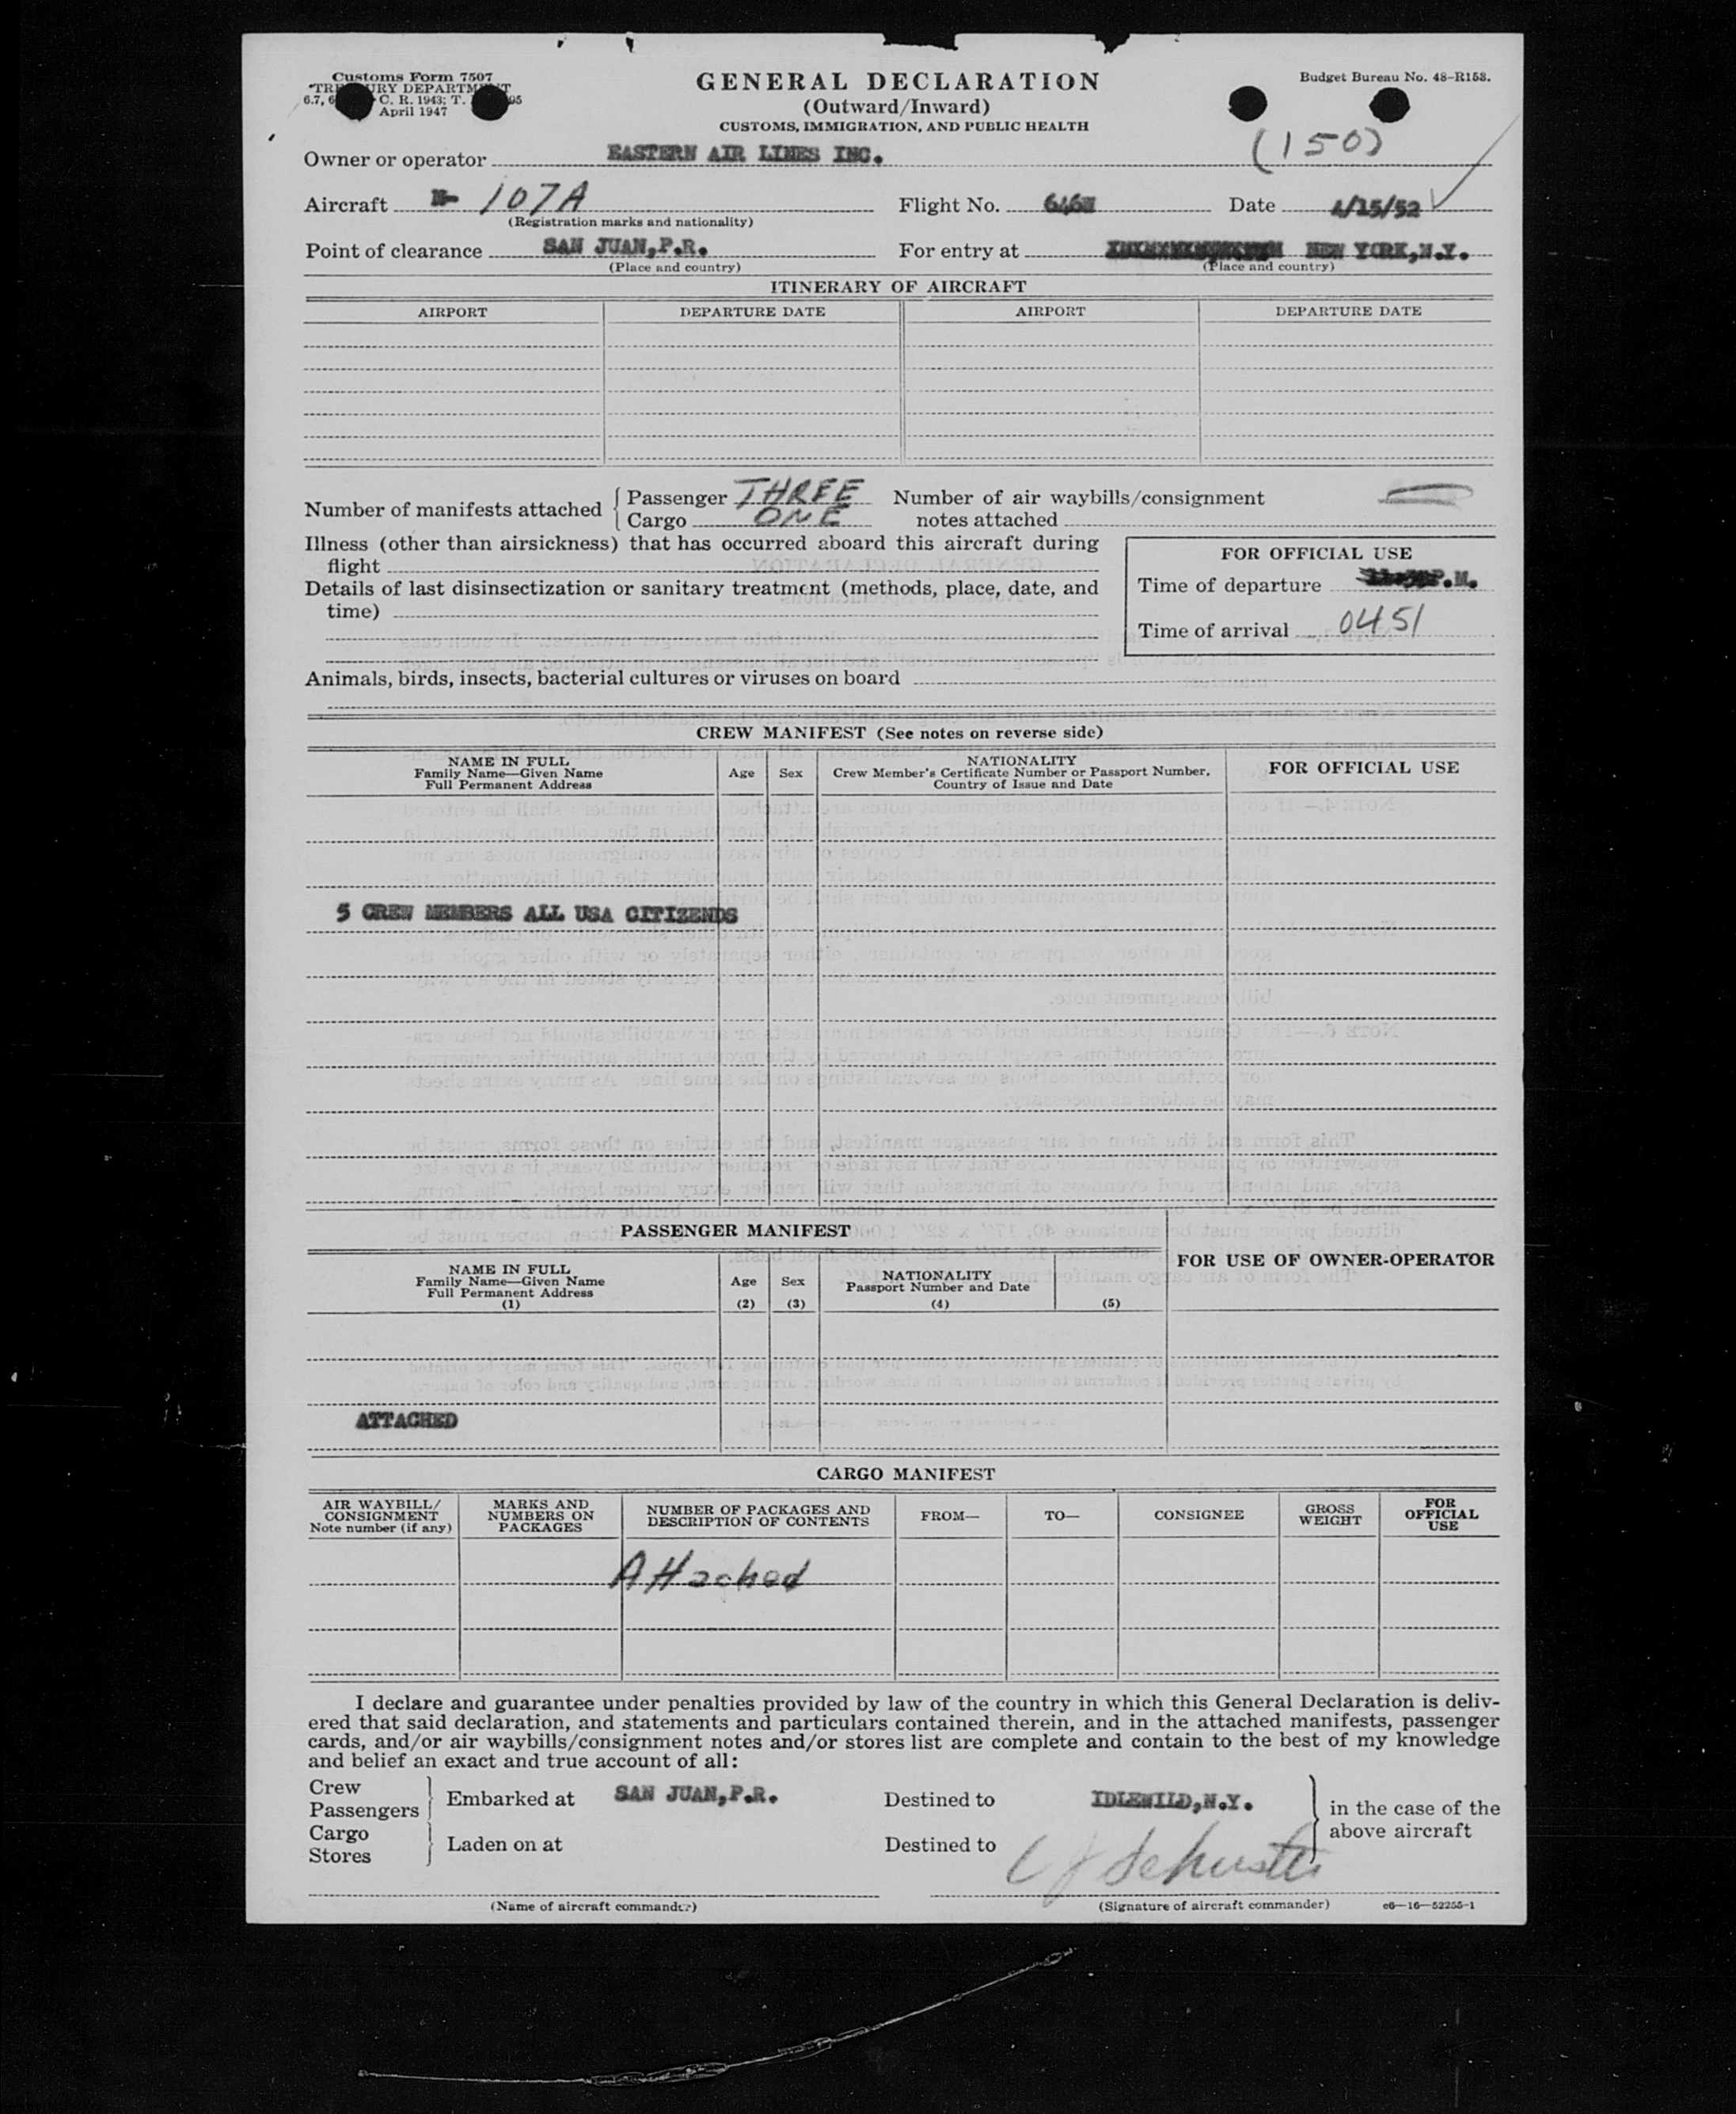 Customs Form 7507
GENERAL DECLARATION
Budget Bureau No. 48-R153.
C. R. 1943; T.
April 1947
(Outward/Inward)
CUSTOMS, IMMIGRATION, AND PUBLIC HEALTH
(150)
Owner or operator EASTERN AIR LINES INC.
Aircraft N- 107A Flight No. Date 4/15/52
(Registration marks and nationality)
Point of clearance SAN JUAN,P.R. For entry at NEW YORK,N.Y.
(Place and country) (Place and country)
ITINERARY OF AIRCRAFT
AIRPORT DEPARTURE DATE AIRPORT DEPARTURE DATE
Number of manifests attached { Passenger THREE Number of air waybills/consignment
Cargo ONE notes attached
Illness (other than airsickness) that has occurred aboard this aircraft during
flight
FOR OFFICIAL USE
Details of last disinsectization or sanitary treatment (methods, place, date, and
time)
Time of departure P.M.
Time of arrival 0451
Animals, birds, insects, bacterial cultures or viruses on board
CREW MANIFEST (See notes on reverse side)
NAME IN FULL
Family Name—Given Name
Full Permanent Address
Age Sex
NATIONALITY
Crew Member's Certificate Number or Passport Number,
Country of Issue and Date
FOR OFFICIAL USE
5 CREW MEMBERS ALL USA CITIZENDS
PASSENGER MANIFEST
FOR USE OF OWNER-OPERATOR
NAME IN FULL
Family Name—Given Name
Full Permanent Address
(1)
Age
(2)
Sex
(3)
NATIONALITY
Passport Number and Date
(4) (5)
ATTACHED
CARGO MANIFEST
AIR WAYBILL/
CONSIGNMENT
Note number (if any)
MARKS AND
NUMBERS ON
PACKAGES
NUMBER OF PACKAGES AND
DESCRIPTION OF CONTENTS
FROM— TO— CONSIGNEE
GROSS
WEIGHT
FOR
OFFICIAL
USE
Attached
I declare and guarantee under penalties provided by law of the country in which this General Declaration is deliv-
ered that said declaration, and statements and particulars contained therein, and in the attached manifests, passenger
cards, and/or air waybills/consignment notes and/or stores list are complete and contain to the best of my knowledge
and belief an exact and true account of all:
Crew
Passengers
Embarked at SAN JUAN,P.R. Destined to IDLEWILD,N.Y.
in the case of the
above aircraft
Cargo
Stores
Laden on at Destined to
(Name of aircraft commander) (Signature of aircraft commander) c6—16—52255-1